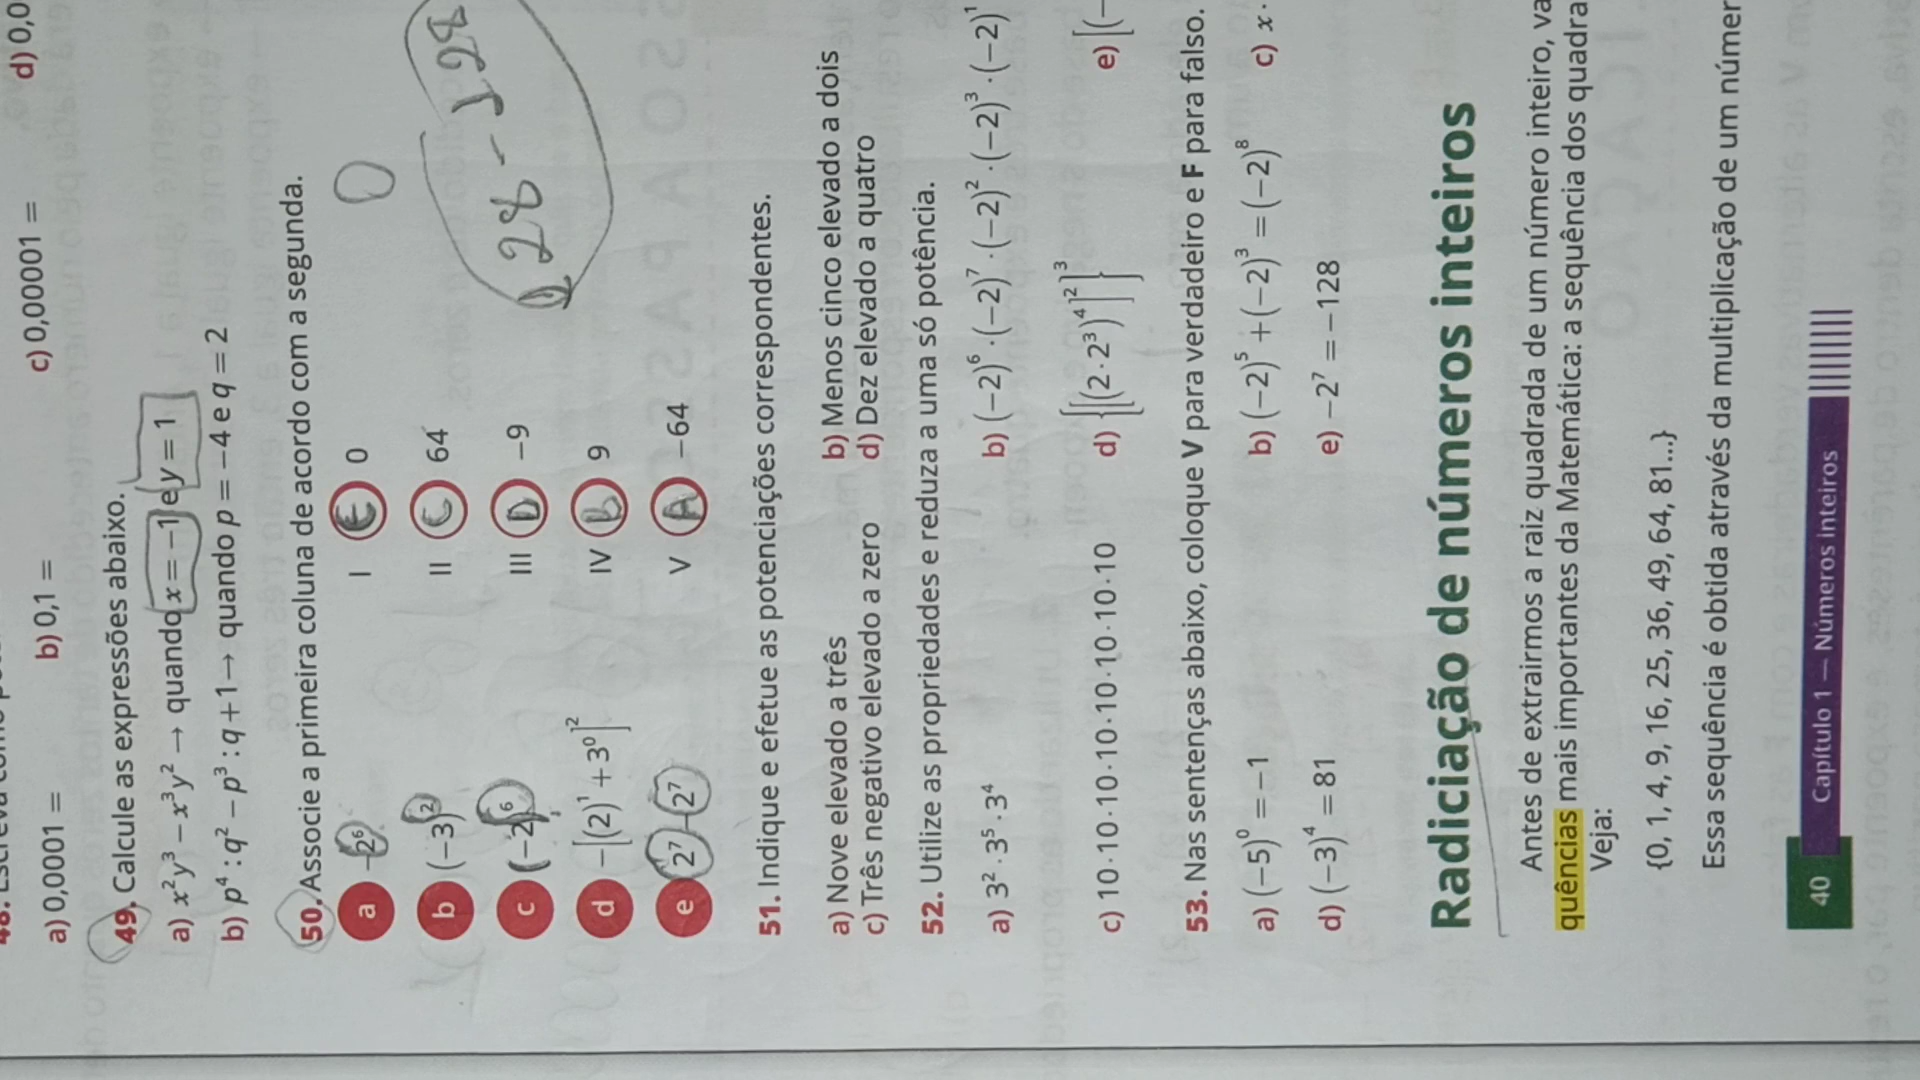 d) 0,0
a) 0,0001 = b) 0,1 = c) 0,00001 =
49. Calcule as expressões abaixo.
a) x²y³ − x³y² → quando x = −1 e y = 1
b) p⁴ : q² − p³ : q + 1 → quando p = −4 e q = 2
50. Associe a primeira coluna de acordo com a segunda.
a −2⁶ I (E) 0
b (−3)² II (C) 64
c (−2)⁶ III (D) −9
d −[(2)¹ + 3⁰]² IV (B) 9
e 2⁷ − 2⁷ V (A) −64
0
128 − 128
51. Indique e efetue as potenciações correspondentes.
a) Nove elevado a três b) Menos cinco elevado a dois
c) Três negativo elevado a zero d) Dez elevado a quatro
52. Utilize as propriedades e reduza a uma só potência.
a) 3² · 3⁵ · 3⁴ b) (−2)⁶ · (−2)⁷ · (−2)² · (−2)³ · (−2)¹
c) 10 · 10 · 10 · 10 · 10 · 10 · 10 · 10 d) {[(2 · 2³)⁴]²}³ e) [(−
53. Nas sentenças abaixo, coloque V para verdadeiro e F para falso.
a) (−5)⁰ = −1 b) (−2)⁵ + (−2)³ = (−2)⁸ c) x ·
d) (−3)⁴ = 81 e) −2⁷ = −128
Radiciação de números inteiros
Antes de extrairmos a raiz quadrada de um número inteiro, va
quências mais importantes da Matemática: a sequência dos quadra
Veja:
{0, 1, 4, 9, 16, 25, 36, 49, 64, 81...}
Essa sequência é obtida através da multiplicação de um númer
40 Capítulo 1 — Números inteiros